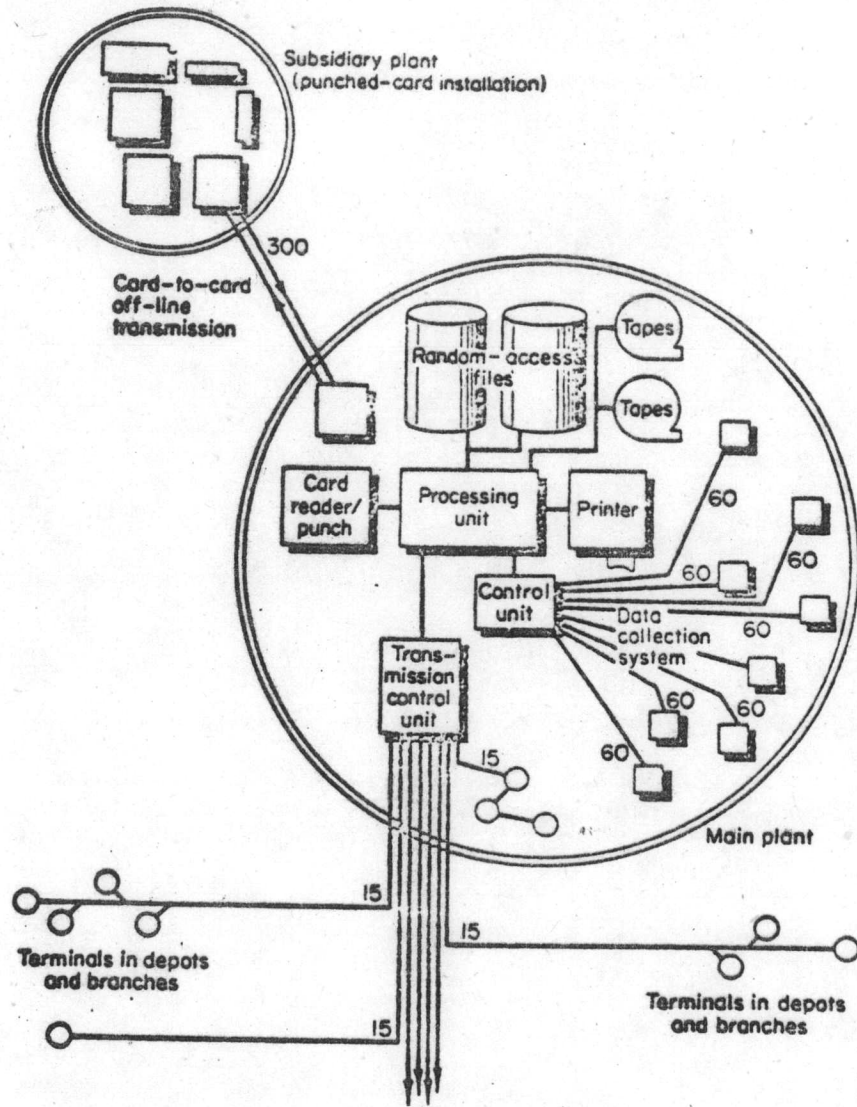 Subsidiary plant
(punched-card installation)
300
Card-to-card
off-line
transmission
Random-access
files
Tapes
Tapes
Card
reader/
punch
Processing
unit
Printer
60
60
60
60
Control
unit
Data
collection
system
Trans-
mission
control
unit
60
60
60
15
Main plant
15
15
Terminals in depots
and branches
Terminals in depots
and branches
15